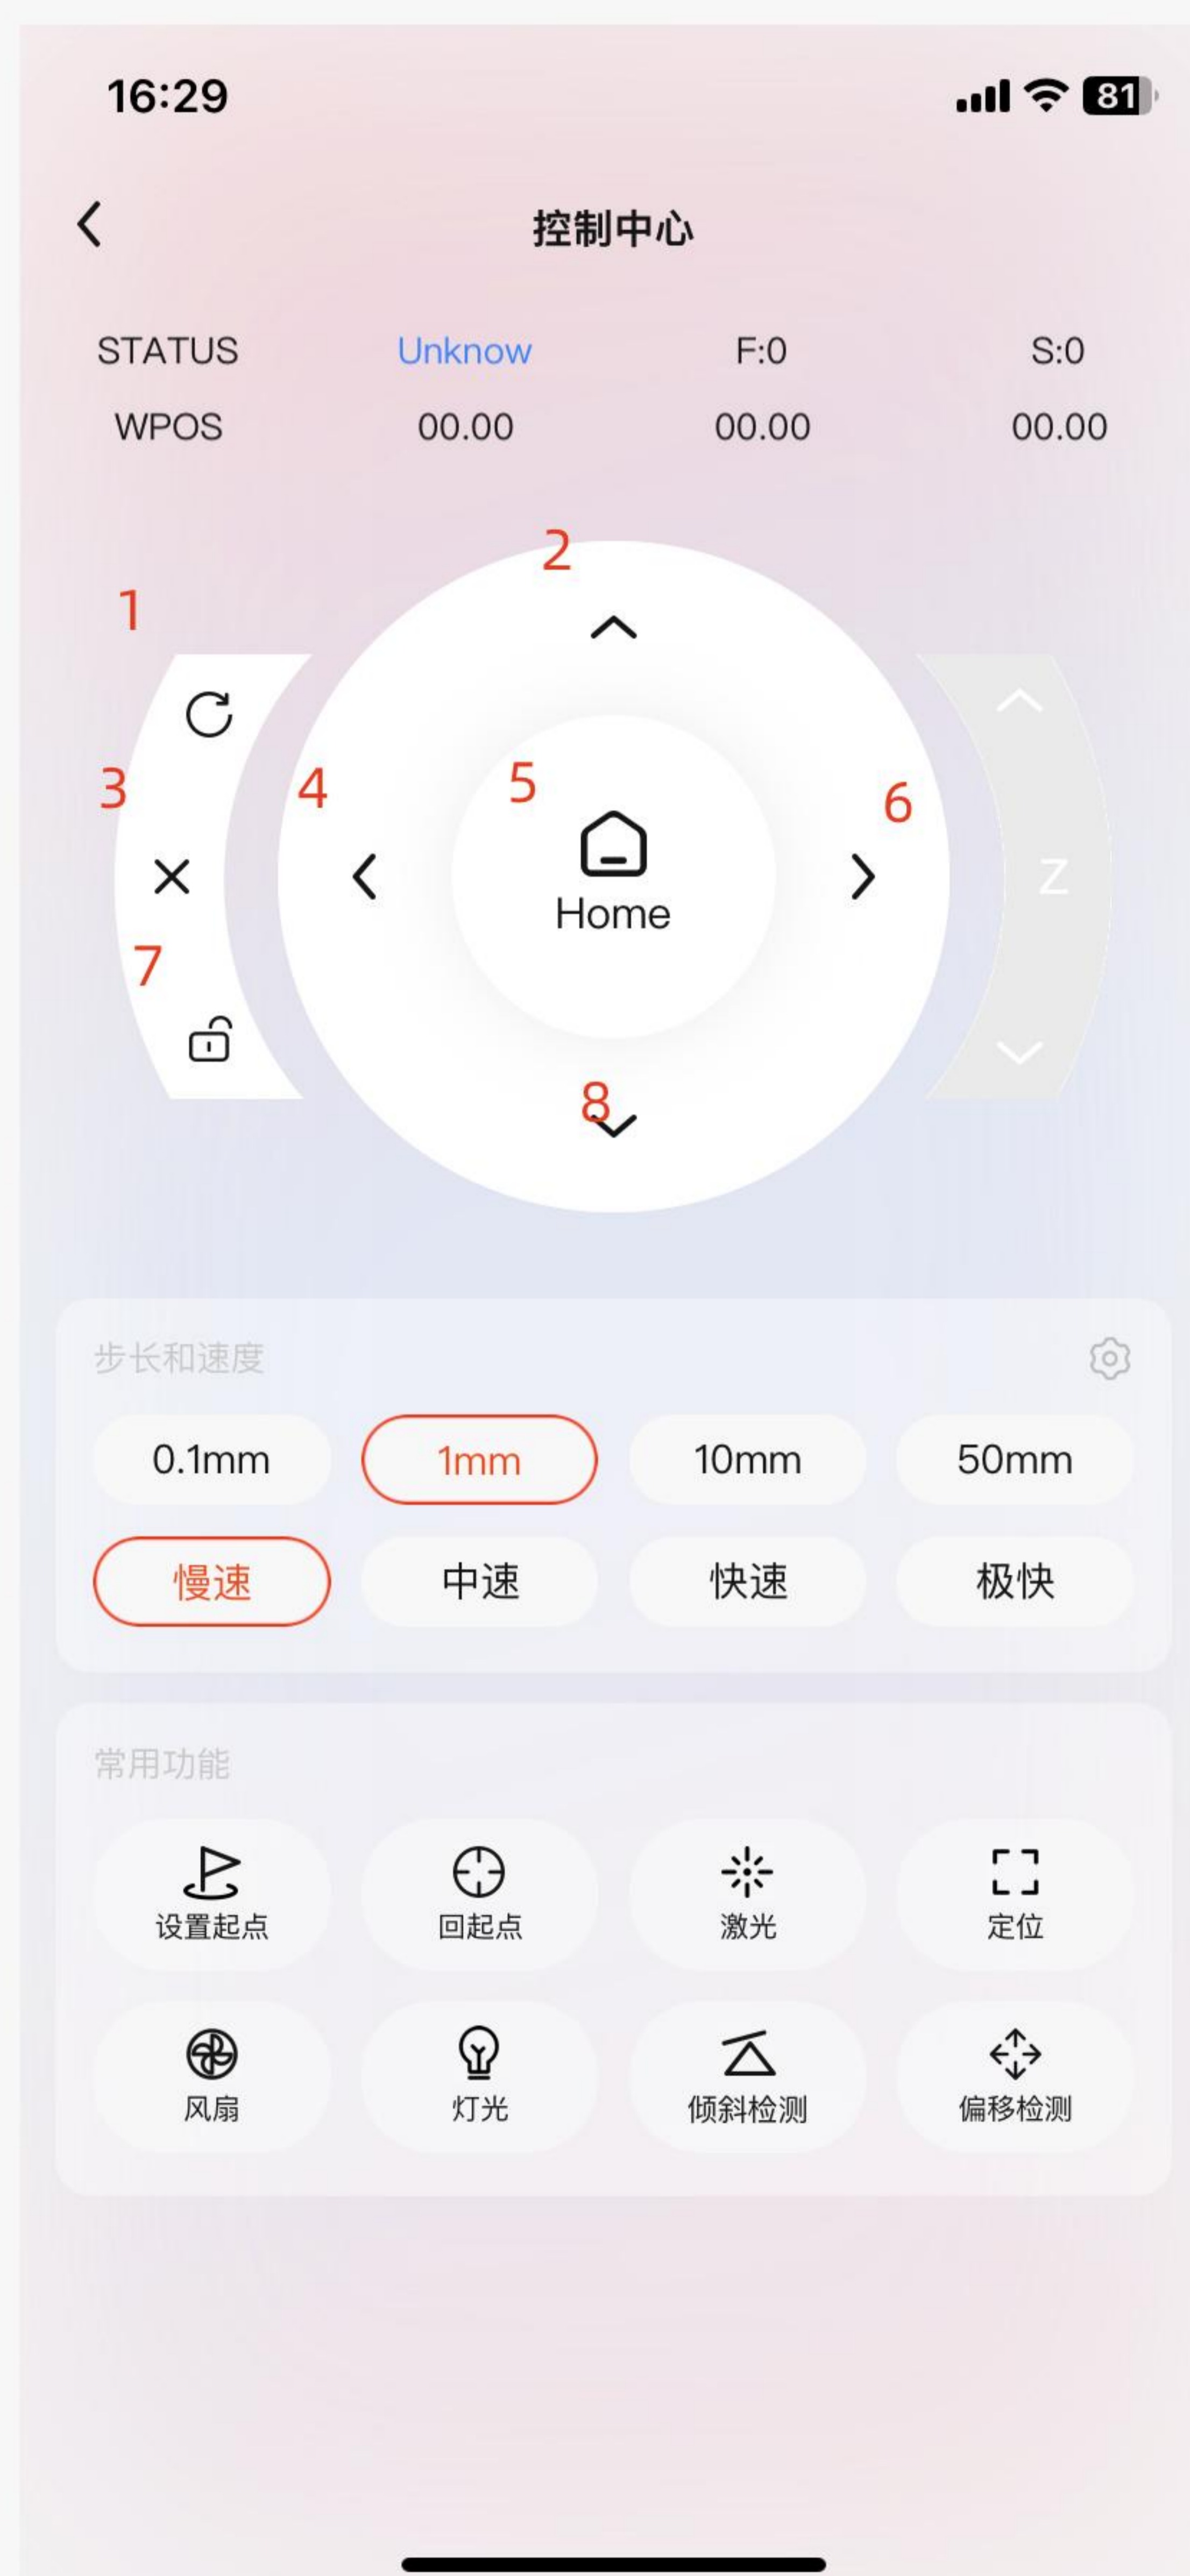 16:29
81
控制中心
STATUS Unknow F:0 S:0
WPOS 00.00 00.00 00.00
2
1
3 4 5 6
Z
Home
7
8
步长和速度
0.1mm 1mm 10mm 50mm
慢速 中速 快速 极快
常用功能
设置起点 回起点 激光 定位
风扇 灯光 倾斜检测 偏移检测